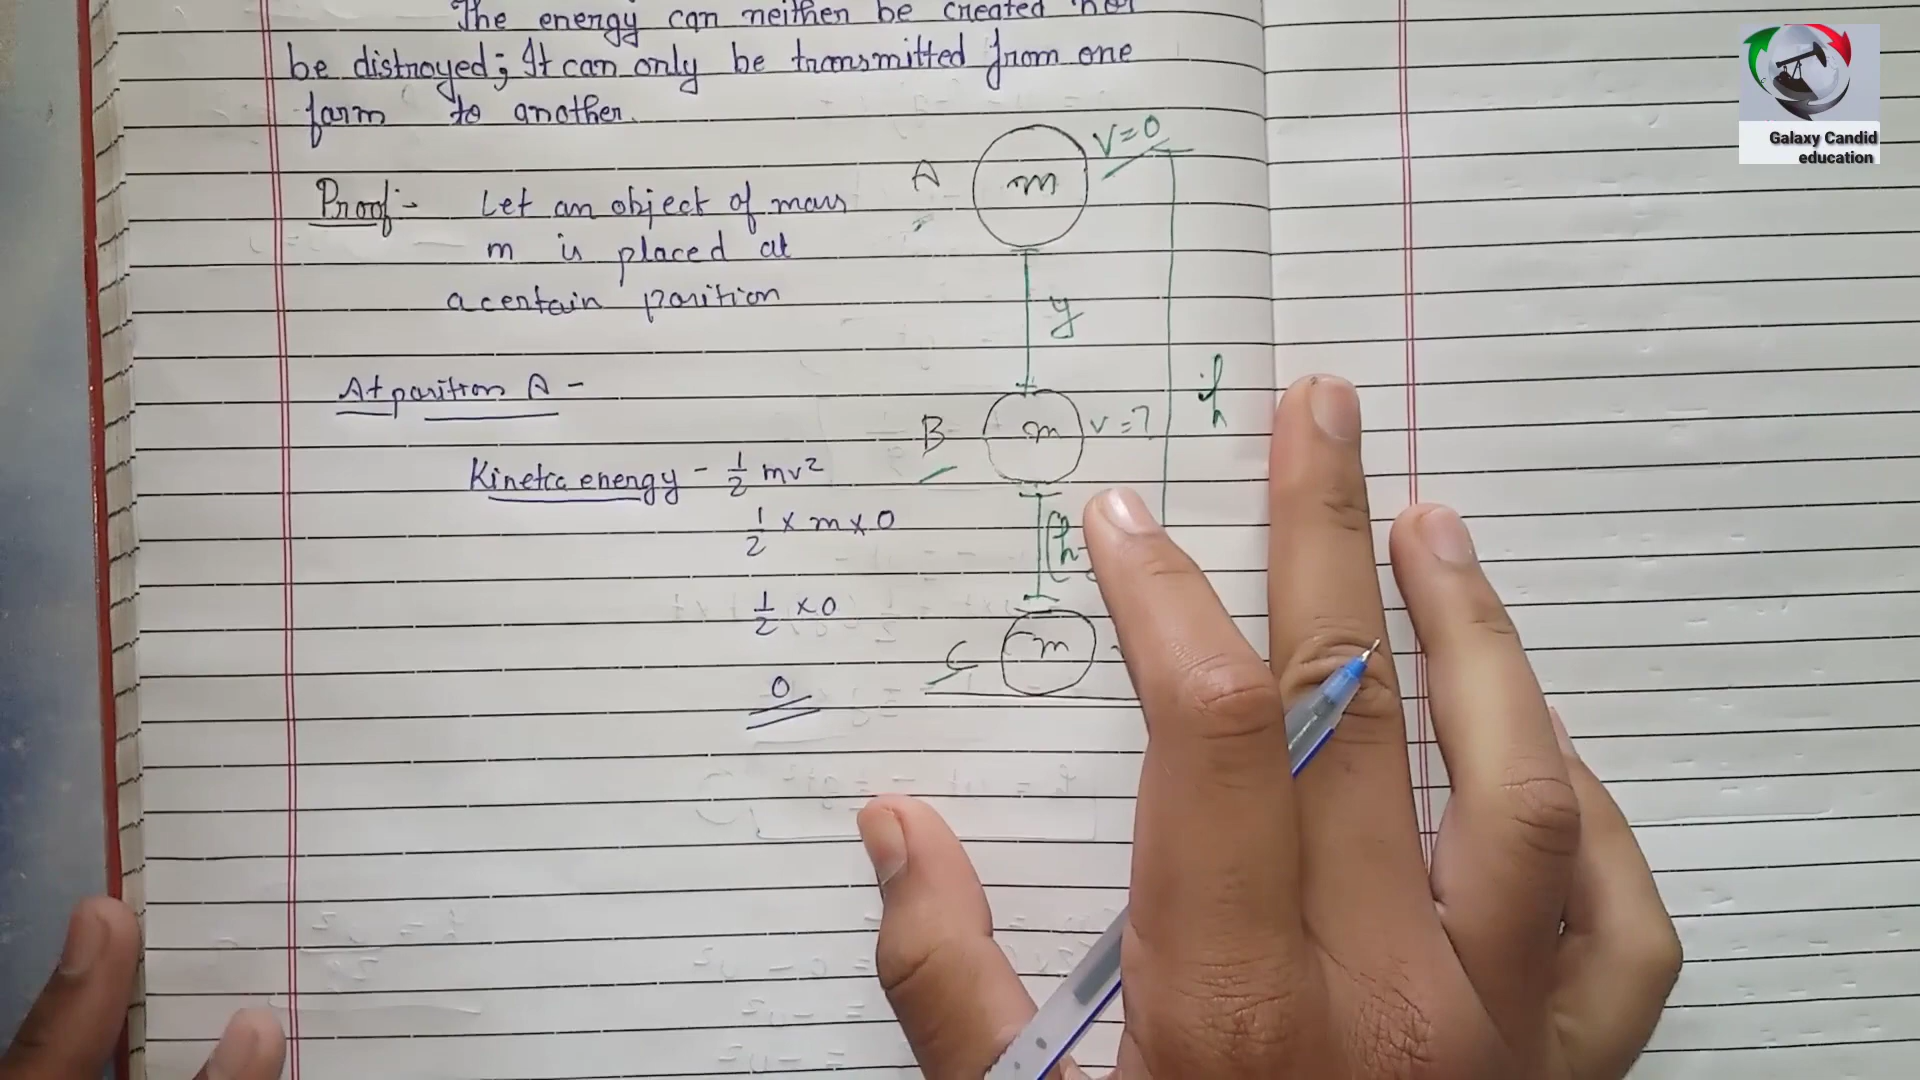 The energy can neither be created nor
be distroyed; It can only be transmitted from one
farm to another.
Proof:- Let an object of mass
m is placed at
a certain position
At position A -
Kinetic energy - 1/2 mv²
1/2 × m × 0
1/2 × 0
0
A
m
V=0
y
h
B
m
v=?
(h-
C
m
Galaxy Candid
education